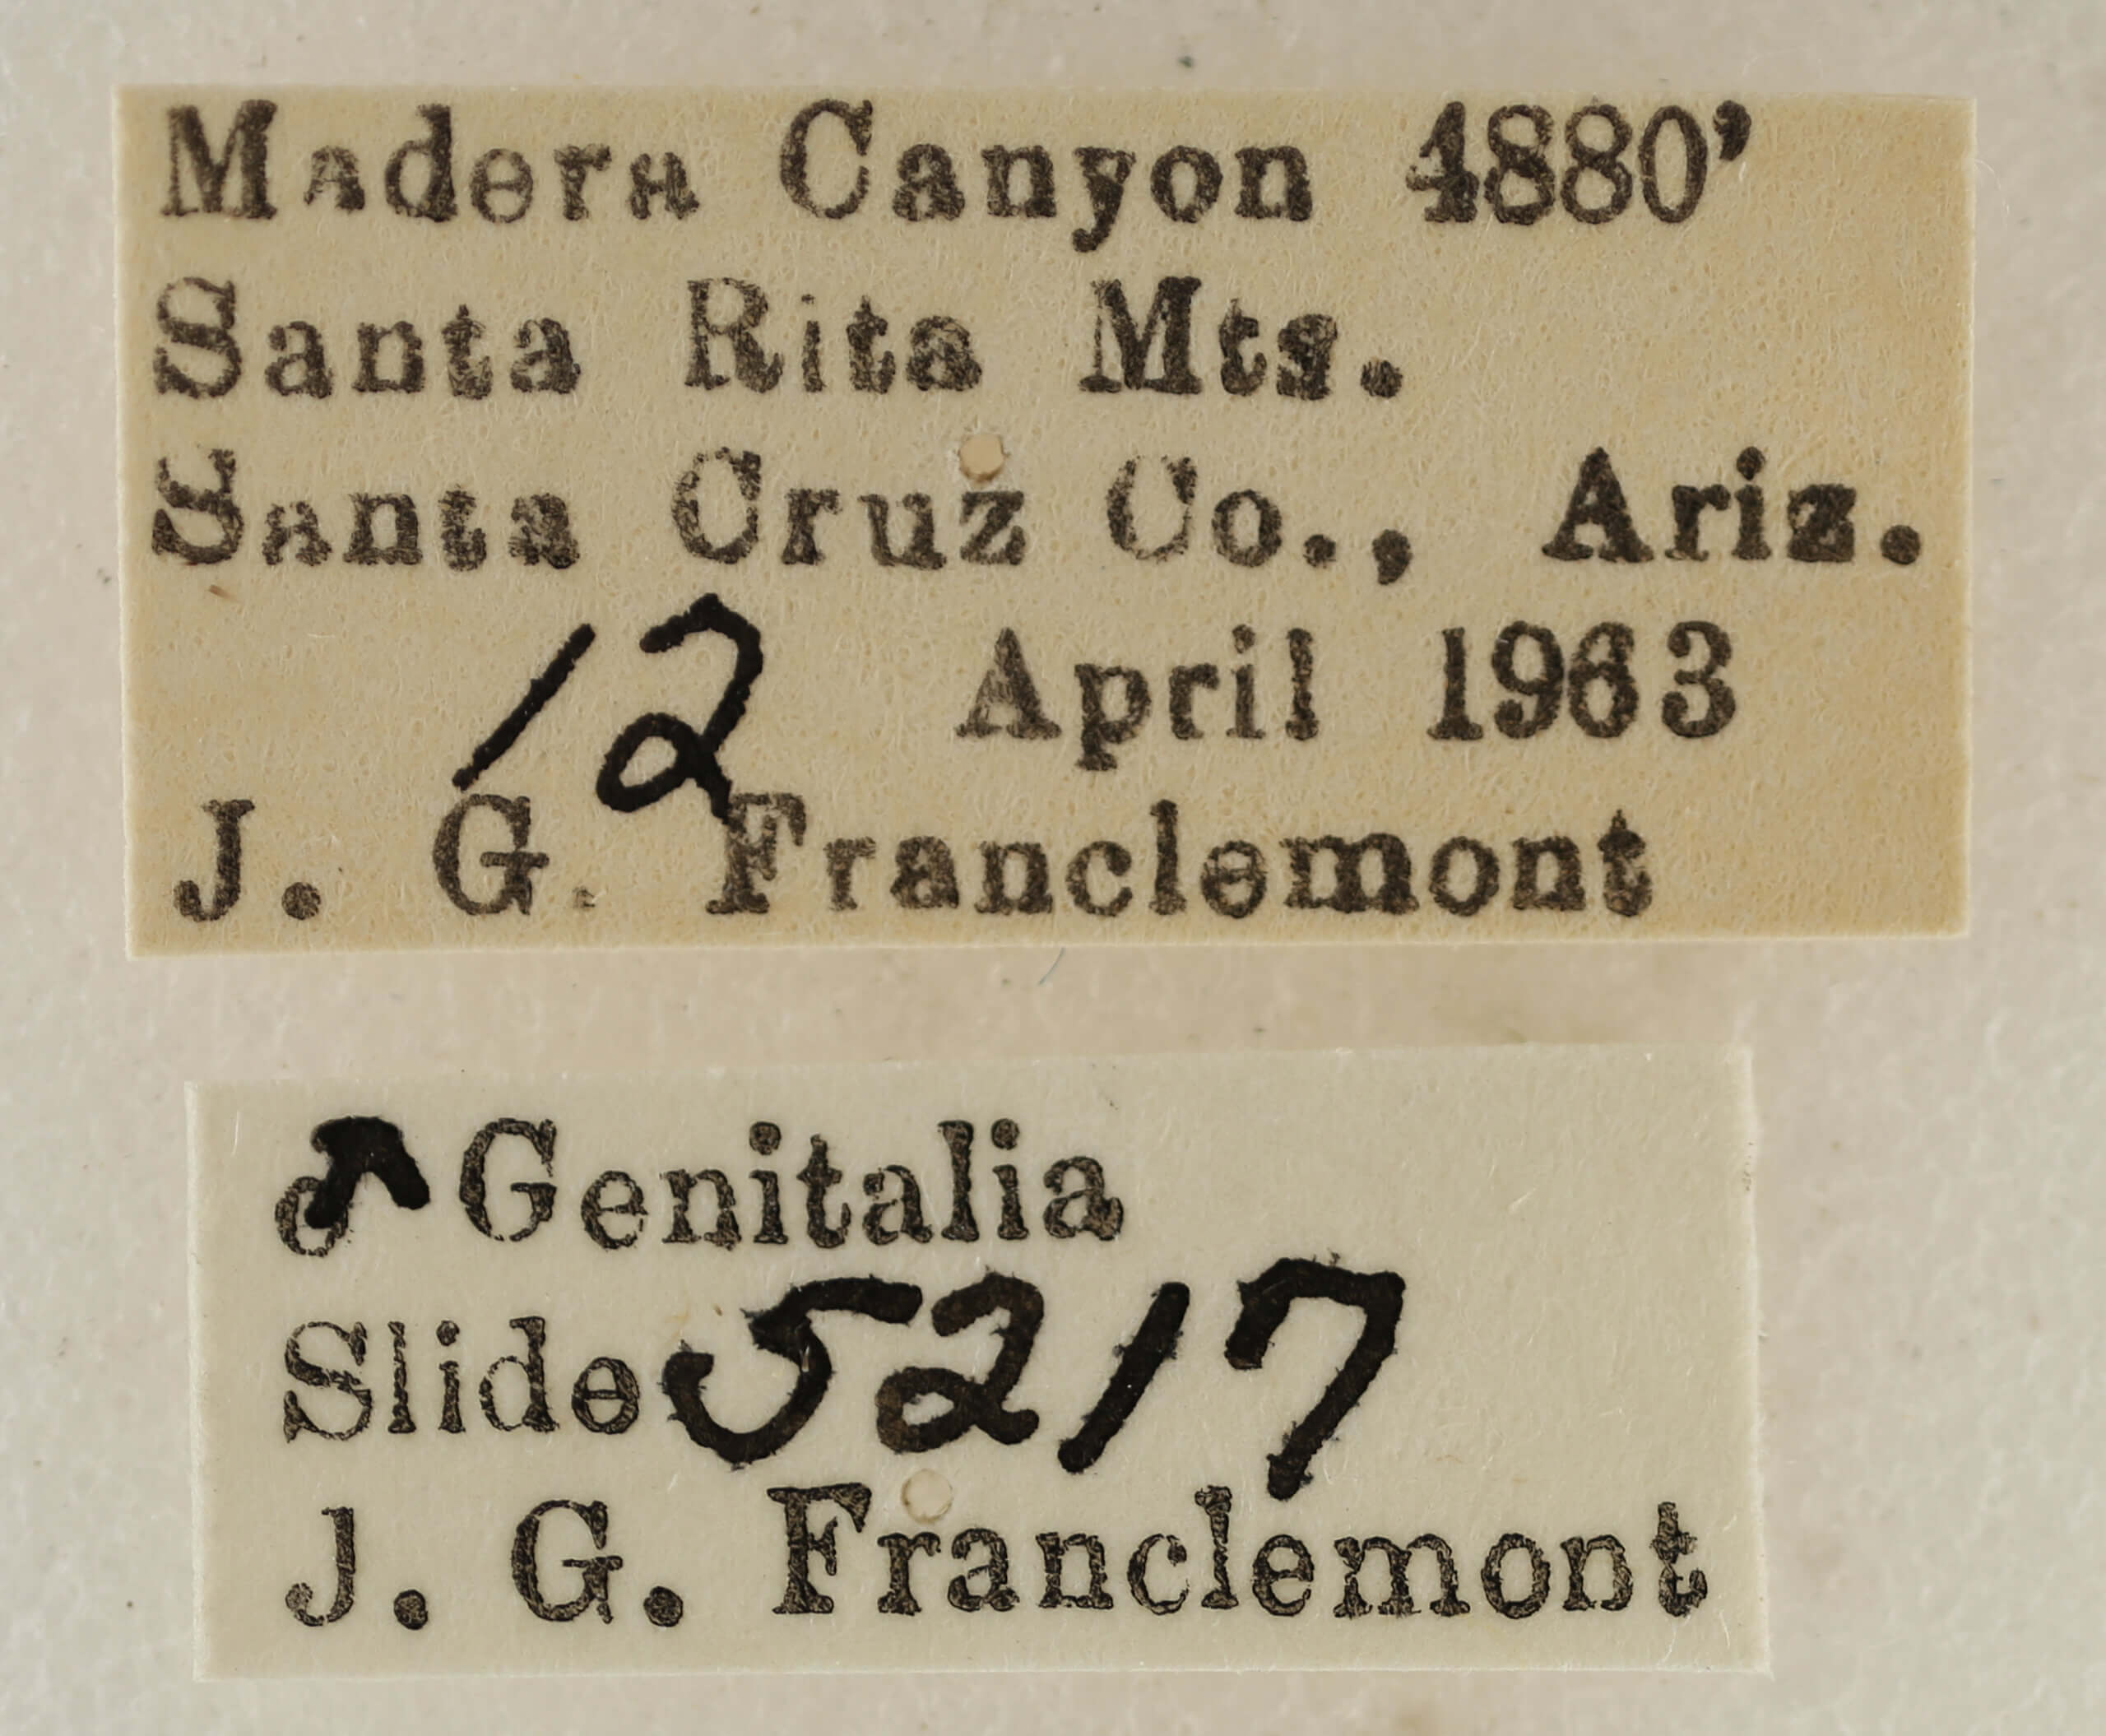 Madera Canyon 4880'
Santa Rita Mts.
Santa Cruz Co., Ariz.
12 April 1963
J. G. Franclemont
♂ Genitalia
Slide 5217
J. G. Franclemont